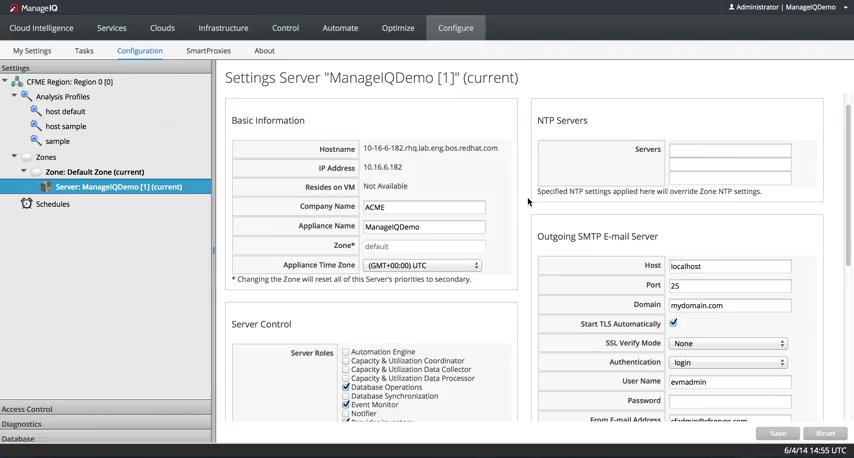 ManageIQ
Administrator | ManageIQDemo
Cloud Intelligence Services Clouds Infrastructure Control Automate Optimize Configure
My Settings Tasks Configuration SmartProxies About
Settings
CFME Region: Region 0 [0]
Analysis Profiles
host default
host sample
sample
Zones
Zone: Default Zone (current)
Server: ManageIQDemo [1] (current)
Schedules
Access Control
Diagnostics
Database
Settings Server "ManageIQDemo [1]" (current)
Basic Information
Hostname 10-16-6-182.rhq.lab.eng.bos.redhat.com
IP Address 10.16.6.182
Resides on VM Not Available
Company Name ACME
Appliance Name ManageIQDemo
Zone* default
Appliance Time Zone (GMT+00:00) UTC
* Changing the Zone will reset all of this Server's priorities to secondary.
Server Control
Server Roles
Automation Engine
Capacity & Utilization Coordinator
Capacity & Utilization Data Collector
Capacity & Utilization Data Processor
Database Operations
Database Synchronization
Event Monitor
Notifier
Provider Inventory
NTP Servers
Servers
Specified NTP settings applied here will override Zone NTP settings.
Outgoing SMTP E-mail Server
Host localhost
Port 25
Domain mydomain.com
Start TLS Automatically
SSL Verify Mode None
Authentication login
User Name evmadmin
Password
From E-mail Address cfadmin@cfserver.com
Save Reset
6/4/14 14:55 UTC